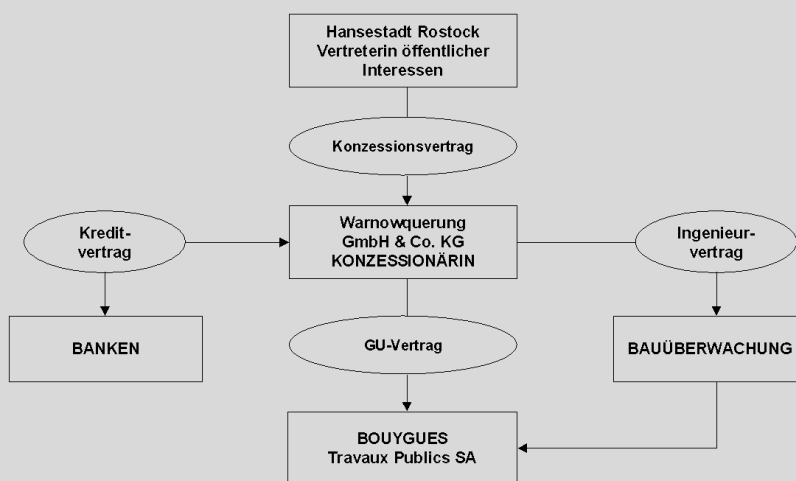 Hansestadt Rostock
Vertreterin öffentlicher
Interessen
Konzessionsvertrag
Kredit-
vertrag
Warnowquerung
GmbH & Co. KG
KONZESSIONÄRIN
Ingenieur-
vertrag
BANKEN
GU-Vertrag
BAUÜBERWACHUNG
BOUYGUES
Travaux Publics SA